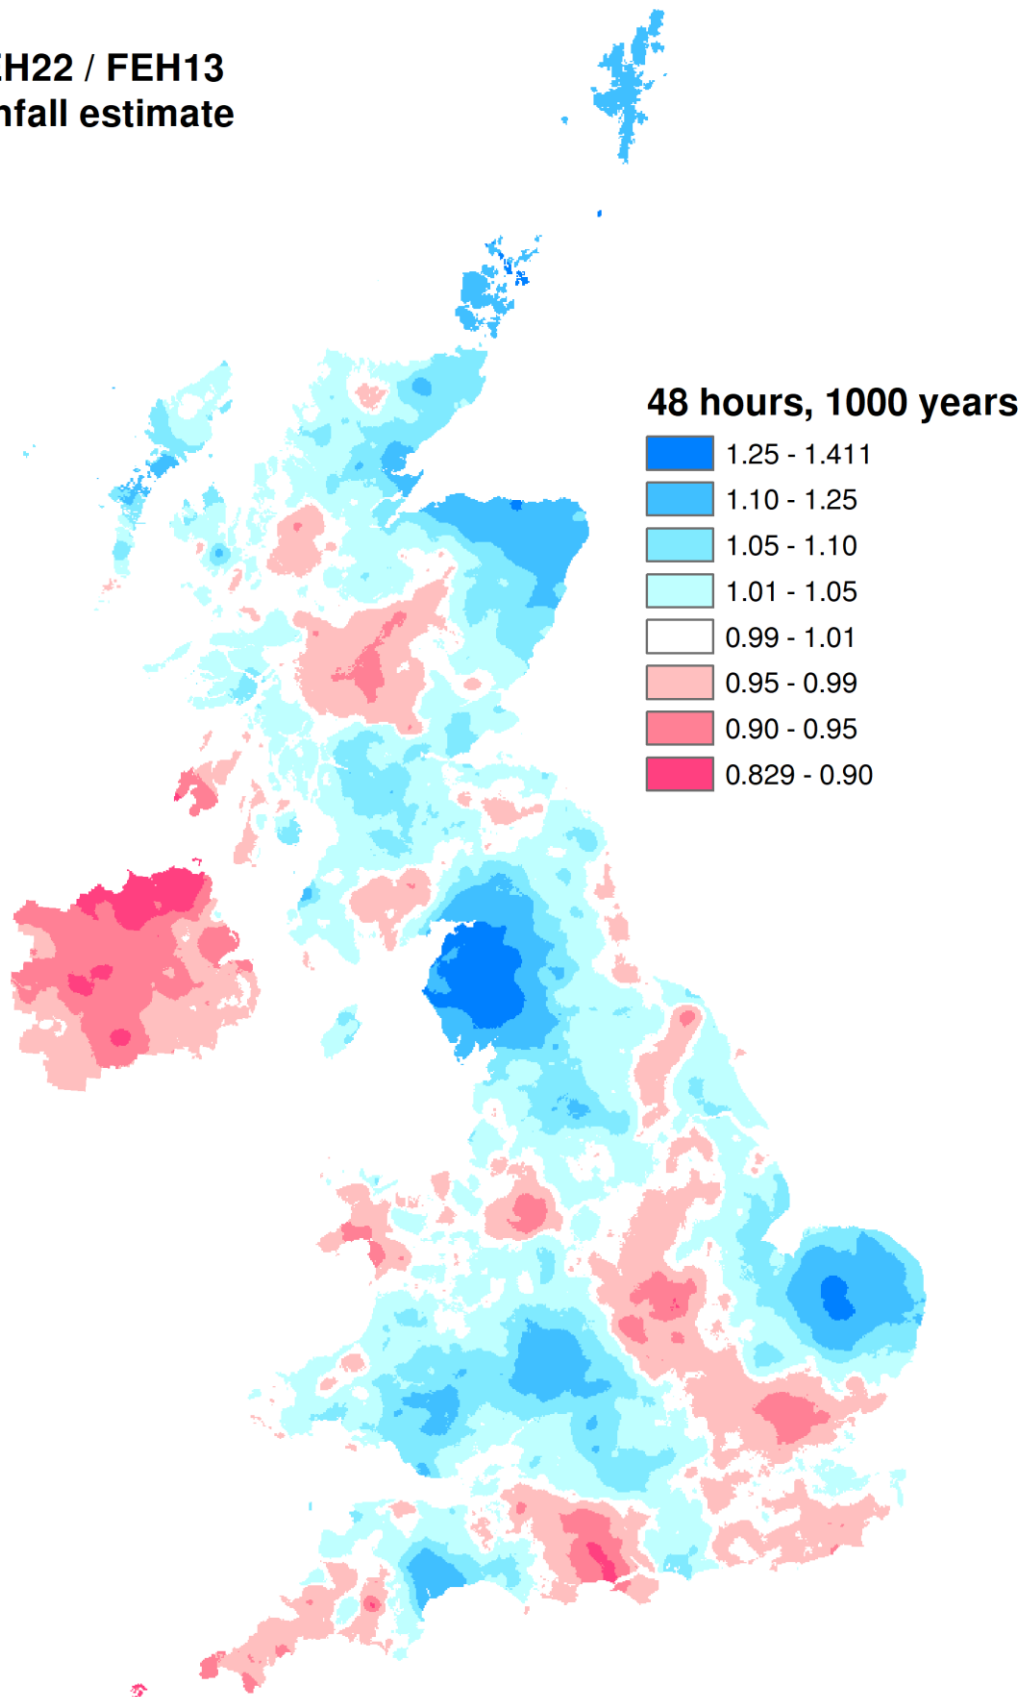 EH22 / FEH13
nfall estimate
48 hours, 1000 years
1.25 - 1.411
1.10 - 1.25
1.05 - 1.10
1.01 - 1.05
0.99 - 1.01
0.95 - 0.99
0.90 - 0.95
0.829 - 0.90